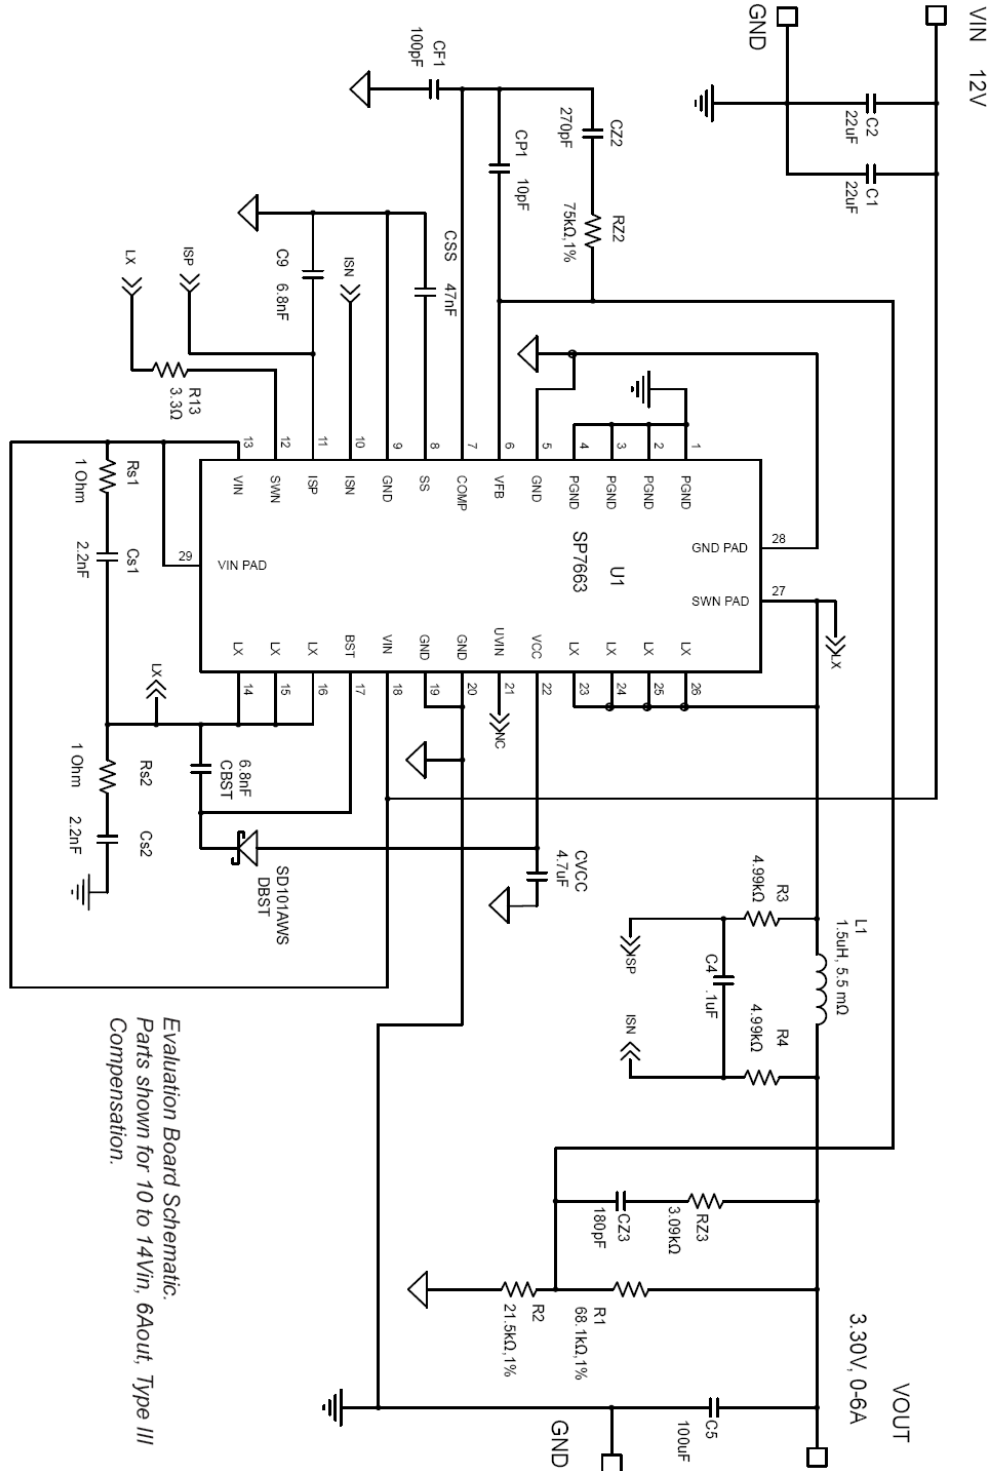 VIN 12V
GND
C2
22uF
C1
22uF
CF1
100pF
CZ2
270pF
CP1
10pF
RZ2
75kΩ,1%
CSS
47nF
C9
6.8nF
ISN
ISP
LX
R13
3.3Ω
13
12
11
10
9
8
7
6
5
4
3
2
1
VIN
SWN
ISP
ISN
GND
SS
COMP
VFB
GND
PGND
PGND
PGND
PGND
U1
SP7663
GND PAD
28
SWN PAD
27
LX
29
VIN PAD
LX
LX
LX
BST
VIN
GND
GND
UVIN
VCC
LX
LX
LX
LX
14
15
16
17
18
19
20
21
22
23
24
25
26
NC
Rs1
1 Ohm
Cs1
2.2nF
LX
Rs2
1 Ohm
Cs2
2.2nF
6.8nF
CBST
SD101AWS
DBST
CVCC
4.7uF
R3
4.99kΩ
L1
1.5uH, 5.5 mΩ
C4
.1uF
ISP
ISN
R4
4.99kΩ
RZ3
3.09kΩ
CZ3
180pF
R1
68.1kΩ,1%
R2
21.5kΩ,1%
C5
100uF
VOUT
3.30V, 0-6A
GND
Evaluation Board Schematic.
Parts shown for 10 to 14Vin, 6Aout, Type III
Compensation.